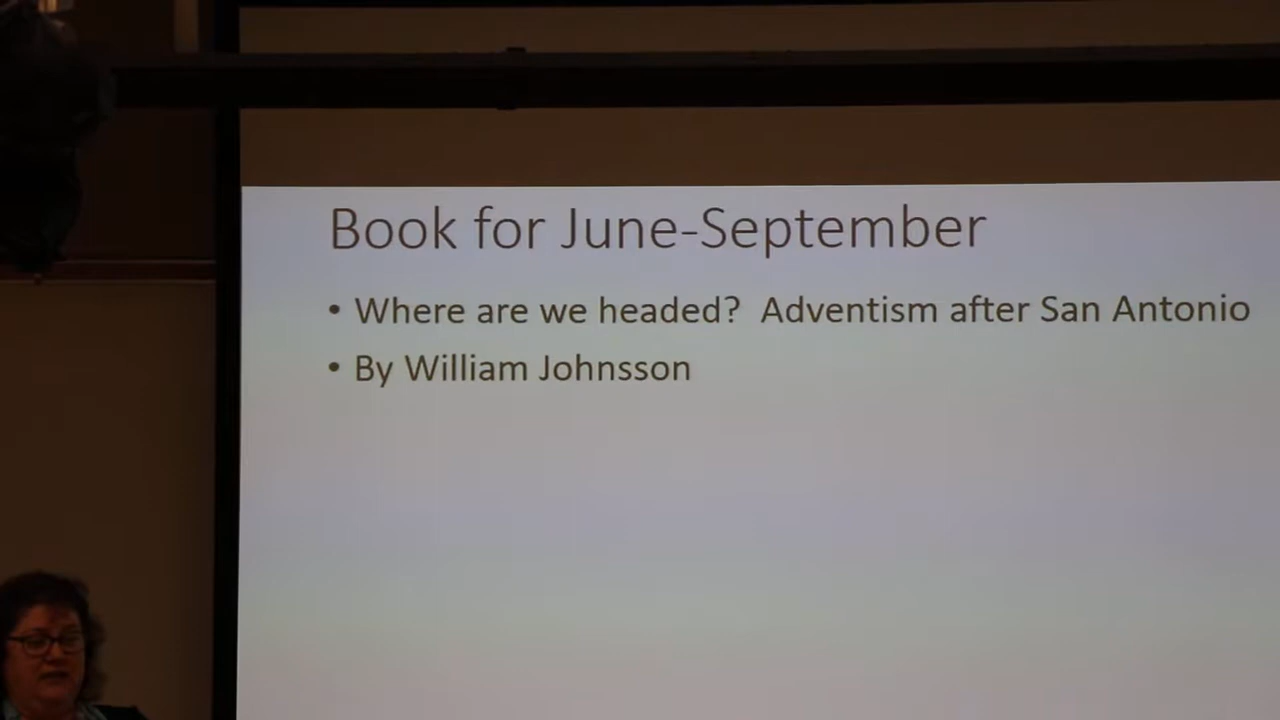 Book for June-September
• Where are we headed?  Adventism after San Antonio
• By William Johnsson